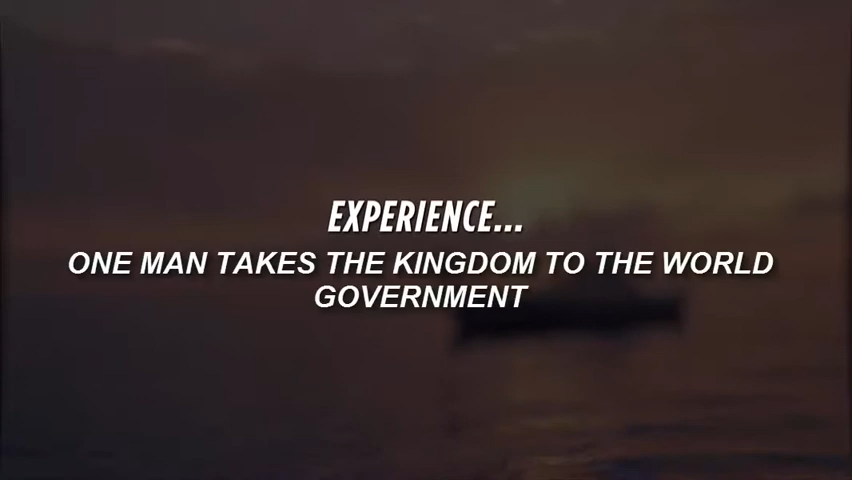 EXPERIENCE...
ONE MAN TAKES THE KINGDOM TO THE WORLD
GOVERNMENT